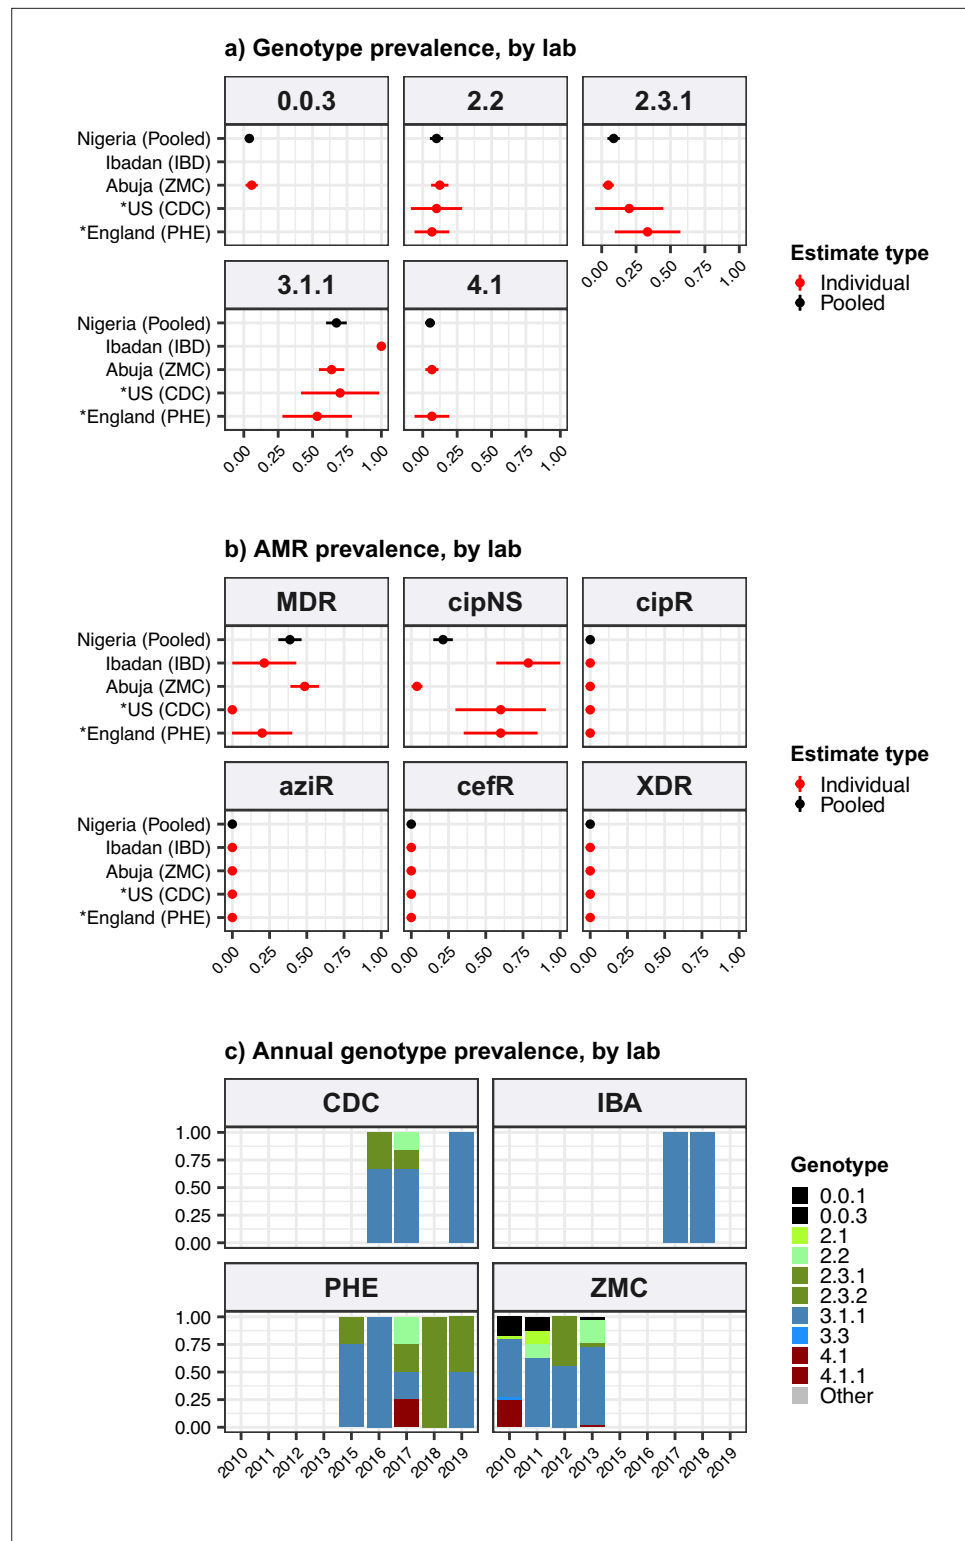 a) Genotype prevalence, by lab
0.0.3
2.2
2.3.1
Nigeria (Pooled)
Ibadan (IBD)
Abuja (ZMC)
*US (CDC)
*England (PHE)
0.00 0.25 0.50 0.75 1.00
3.1.1
4.1
Nigeria (Pooled)
Ibadan (IBD)
Abuja (ZMC)
*US (CDC)
*England (PHE)
0.00 0.25 0.50 0.75 1.00
0.00 0.25 0.50 0.75 1.00
Estimate type
Individual
Pooled
b) AMR prevalence, by lab
MDR
cipNS
cipR
Nigeria (Pooled)
Ibadan (IBD)
Abuja (ZMC)
*US (CDC)
*England (PHE)
aziR
cefR
XDR
Nigeria (Pooled)
Ibadan (IBD)
Abuja (ZMC)
*US (CDC)
*England (PHE)
0.00 0.25 0.50 0.75 1.00
0.00 0.25 0.50 0.75 1.00
0.00 0.25 0.50 0.75 1.00
Estimate type
Individual
Pooled
c) Annual genotype prevalence, by lab
CDC
IBA
1.00
0.75
0.50
0.25
0.00
PHE
ZMC
1.00
0.75
0.50
0.25
0.00
2010 2011 2012 2013 2015 2016 2017 2018 2019
2010 2011 2012 2013 2015 2016 2017 2018 2019
Genotype
0.0.1
0.0.3
2.1
2.2
2.3.1
2.3.2
3.1.1
3.3
4.1
4.1.1
Other